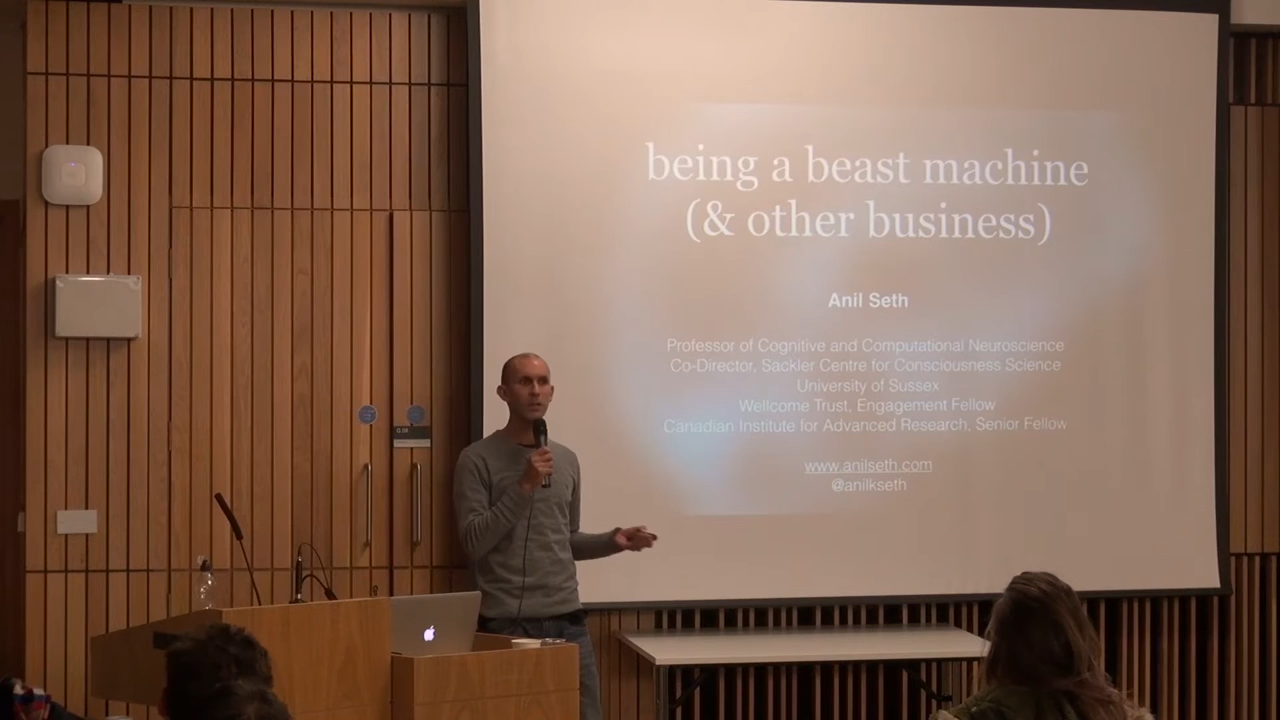 being a beast machine
(& other business)
Anil Seth
Professor of Cognitive and Computational Neuroscience
Co-Director, Sackler Centre for Consciousness Science
University of Sussex
Wellcome Trust, Engagement Fellow
Canadian Institute for Advanced Research, Senior Fellow
www.anilseth.com
@anilkseth